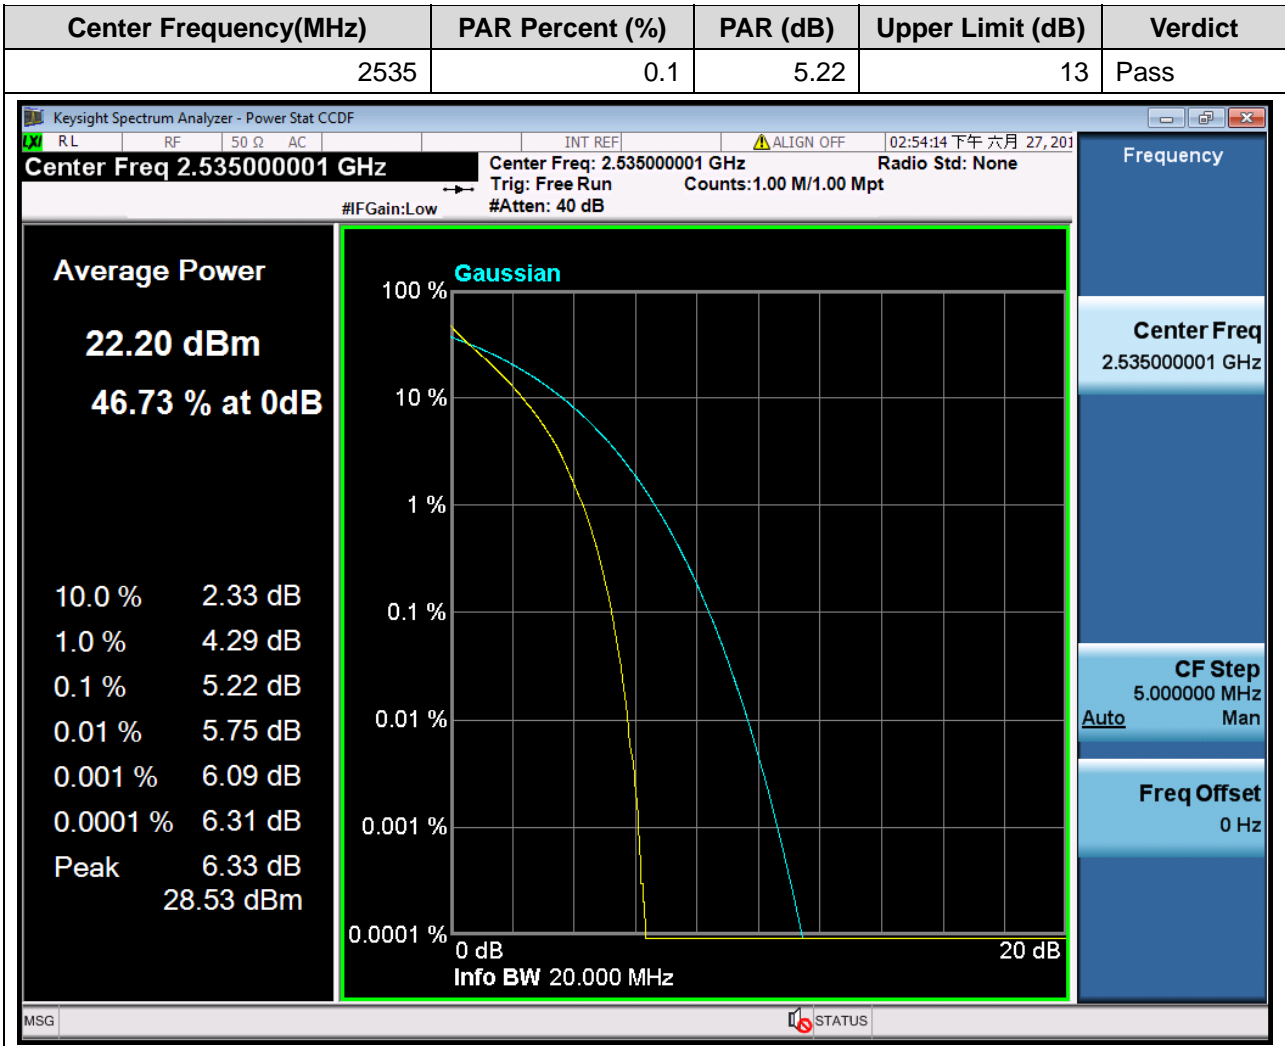 Center Frequency(MHz) PAR Percent (%) PAR (dB) Upper Limit (dB) Verdict
2535 0.1 5.22 13 Pass
Keysight Spectrum Analyzer - Power Stat CCDF
LXI RL RF 50 Ω AC INT REF ALIGN OFF 02:54:14 下午 六月 27, 201
Center Freq 2.535000001 GHz
Center Freq: 2.535000001 GHz Radio Std: None
Trig: Free Run Counts:1.00 M/1.00 Mpt
#IFGain:Low #Atten: 40 dB
Frequency
Average Power
22.20 dBm
46.73 % at 0dB
10.0 % 2.33 dB
1.0 % 4.29 dB
0.1 % 5.22 dB
0.01 % 5.75 dB
0.001 % 6.09 dB
0.0001 % 6.31 dB
Peak 6.33 dB
28.53 dBm
Gaussian
100 %
10 %
1 %
0.1 %
0.01 %
0.001 %
0.0001 %
0 dB 20 dB
Info BW 20.000 MHz
Center Freq
2.535000001 GHz
CF Step
5.000000 MHz
Auto Man
Freq Offset
0 Hz
MSG STATUS